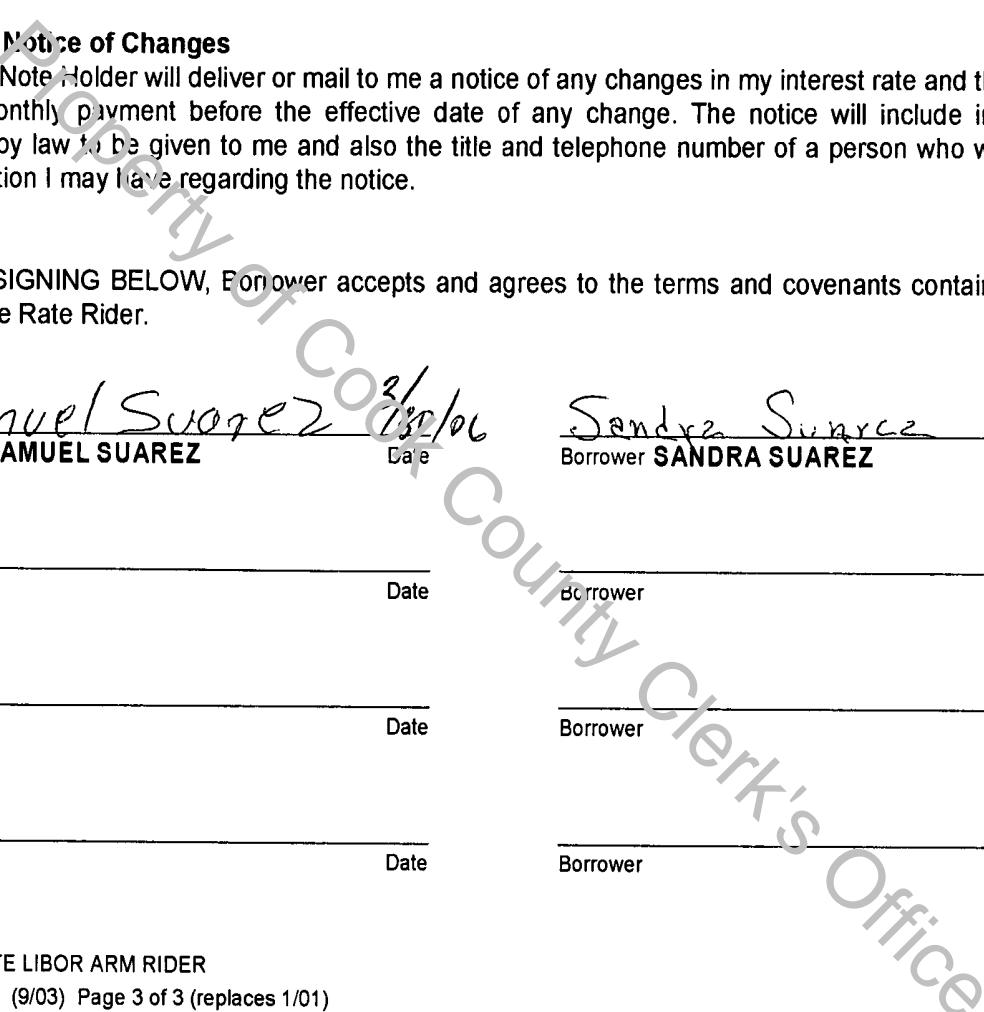 Notice of Changes
Note Holder will deliver or mail to me a notice of any changes in my interest rate and th
onthly payment before the effective date of any change. The notice will include in
by law to be given to me and also the title and telephone number of a person who w
tion I may have regarding the notice.
SIGNING BELOW, Borrower accepts and agrees to the terms and covenants contain
e Rate Rider.
nuel Suarez Sandra Suarez
AMUEL SUAREZ Date Borrower SANDRA SUAREZ
Date Borrower
Date Borrower
Date Borrower
TE LIBOR ARM RIDER
(9/03) Page 3 of 3 (replaces 1/01)
Property of Cook County Clerk's Office